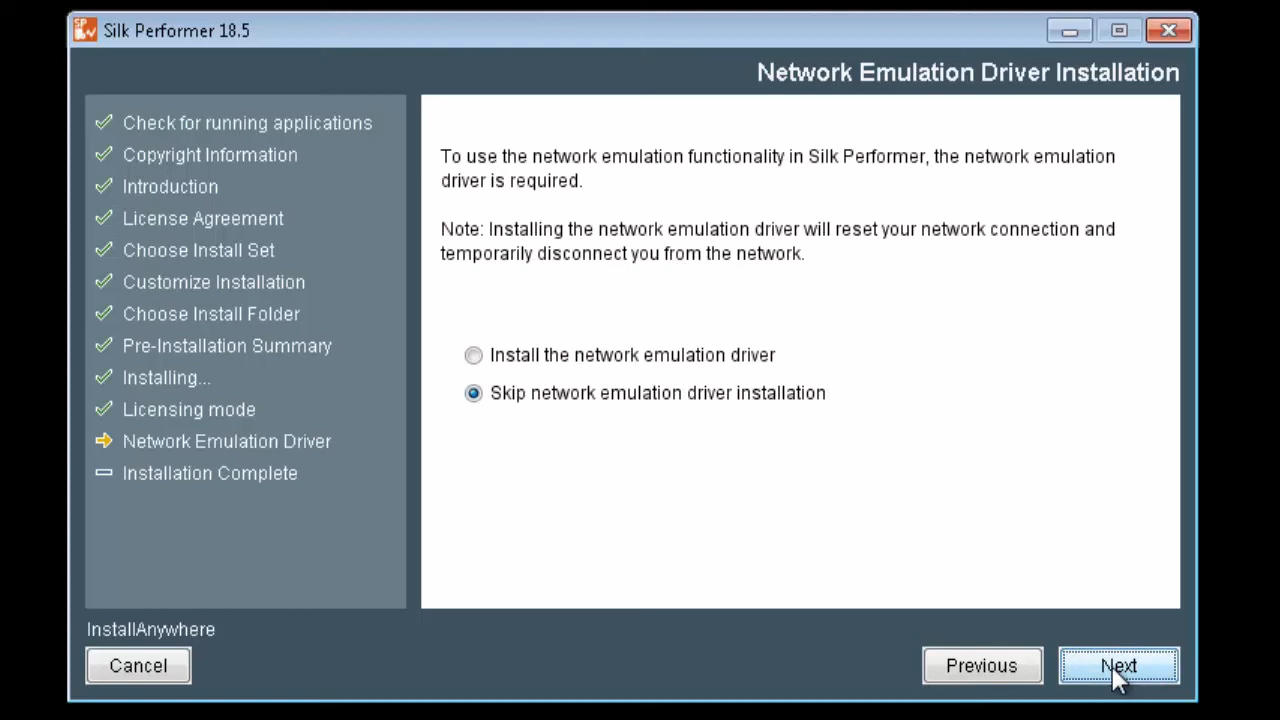 Silk Performer 18.5
Network Emulation Driver Installation
Check for running applications
Copyright Information
Introduction
License Agreement
Choose Install Set
Customize Installation
Choose Install Folder
Pre-Installation Summary
Installing...
Licensing mode
Network Emulation Driver
Installation Complete
To use the network emulation functionality in Silk Performer, the network emulation
driver is required.
Note: Installing the network emulation driver will reset your network connection and
temporarily disconnect you from the network.
Install the network emulation driver
Skip network emulation driver installation
InstallAnywhere
Cancel
Previous
Next